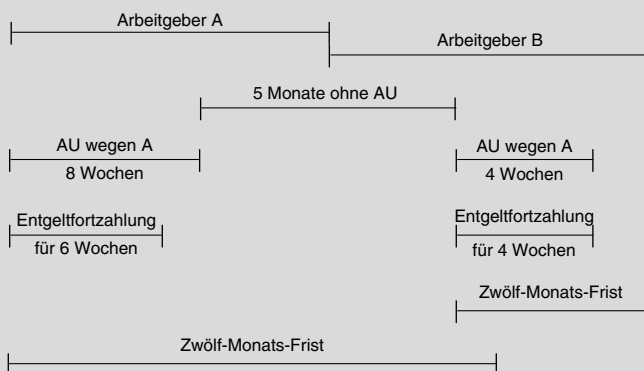 Arbeitgeber A
Arbeitgeber B
5 Monate ohne AU
AU wegen A
8 Wochen
AU wegen A
4 Wochen
Entgeltfortzahlung
für 6 Wochen
Entgeltfortzahlung
für 4 Wochen
Zwölf-Monats-Frist
Zwölf-Monats-Frist